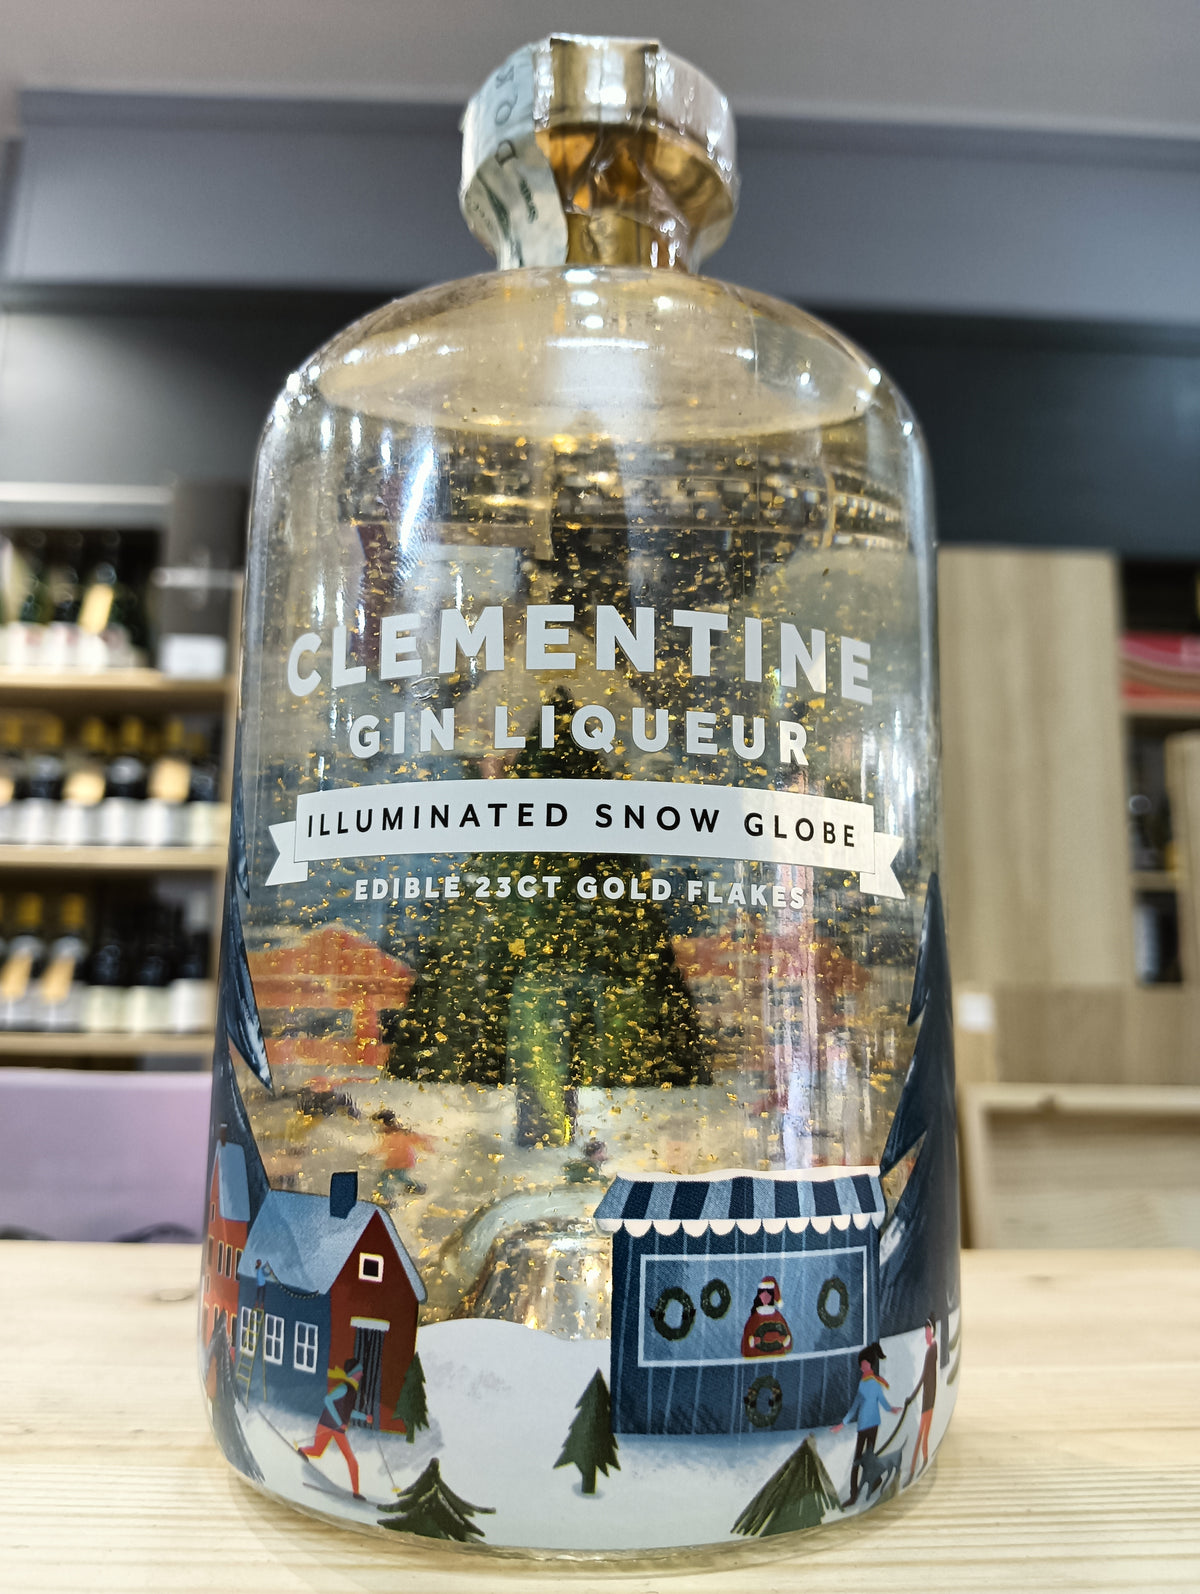 CLEMENTINE
GIN LIQUEUR
ILLUMINATED SNOW GLOBE
EDIBLE 23CT GOLD FLAKES